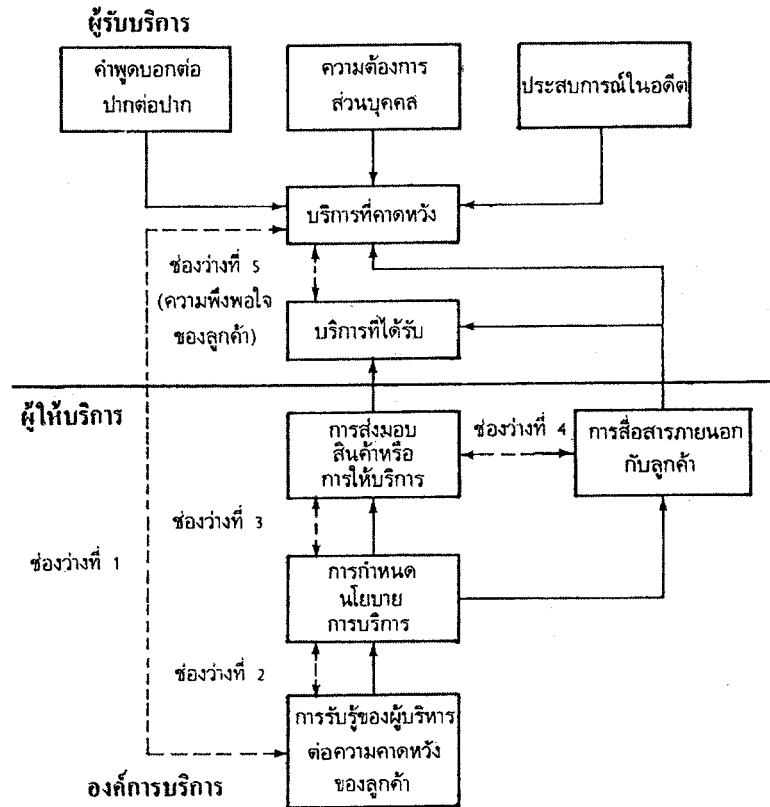 ผู้รับบริการ
คำพูดบอกต่อ
ปากต่อปาก
ความต้องการ
ส่วนบุคคล
ประสบการณ์ในอดีต
บริการที่คาดหวัง
ช่องว่างที่ 5
(ความพึงพอใจ
ของลูกค้า)
บริการที่ได้รับ
ผู้ให้บริการ
การส่งมอบ
สินค้าหรือ
การให้บริการ
ช่องว่างที่ 4
การสื่อสารภายนอก
กับลูกค้า
ช่องว่างที่ 3
ช่องว่างที่ 1
การกำหนด
นโยบาย
การบริการ
ช่องว่างที่ 2
การรับรู้ของผู้บริหาร
ต่อความคาดหวัง
ของลูกค้า
องค์การบริการ